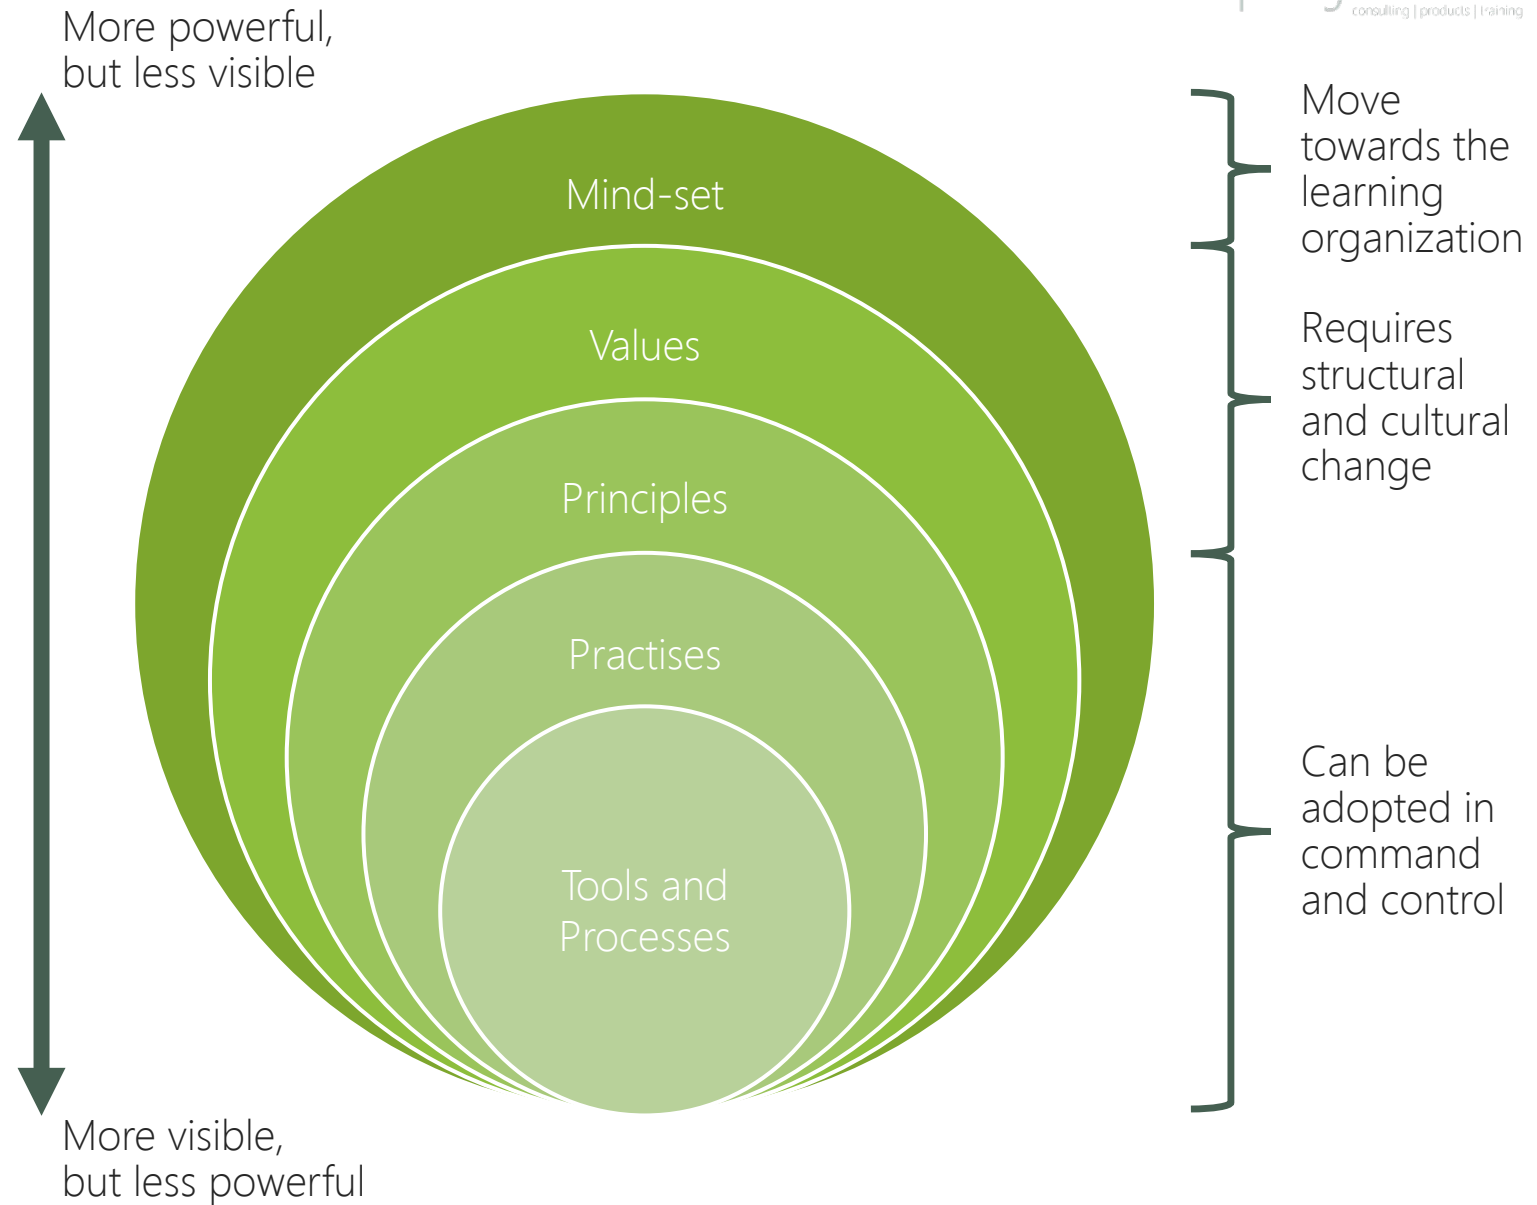 consulting | products | training
More powerful,
but less visible
Mind-set
Values
Principles
Practises
Tools and
Processes
More visible,
but less powerful
Move
towards the
learning
organization
Requires
structural
and cultural
change
Can be
adopted in
command
and control